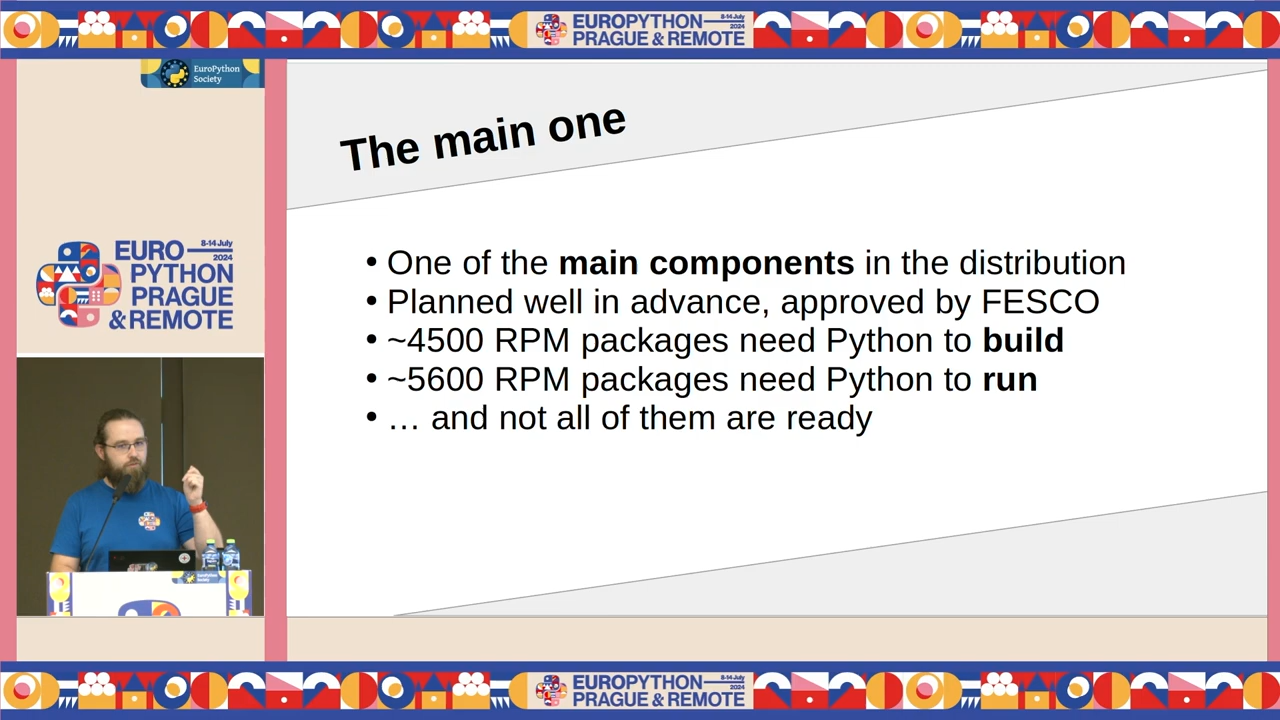 EUROPYTHON
8-14 July
2024
PRAGUE & REMOTE
EuroPython
Society
EURO
8-14 July
2024
PYTHON
PRAGUE
& REMOTE
The main one
• One of the main components in the distribution
• Planned well in advance, approved by FESCO
• ~4500 RPM packages need Python to build
• ~5600 RPM packages need Python to run
• … and not all of them are ready
EuroPython
Society
EUROPYTHON
8-14 July
2024
PRAGUE & REMOTE